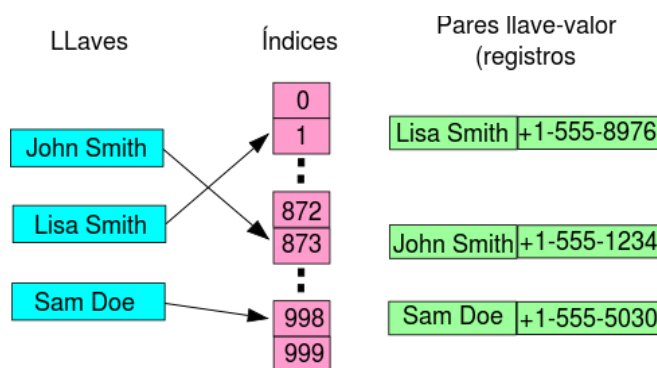 LLaves
Índices
Pares llave-valor
(registros
John Smith
Lisa Smith
Sam Doe
0
1
872
873
998
999
Lisa Smith +1-555-8976
John Smith +1-555-1234
Sam Doe +1-555-5030